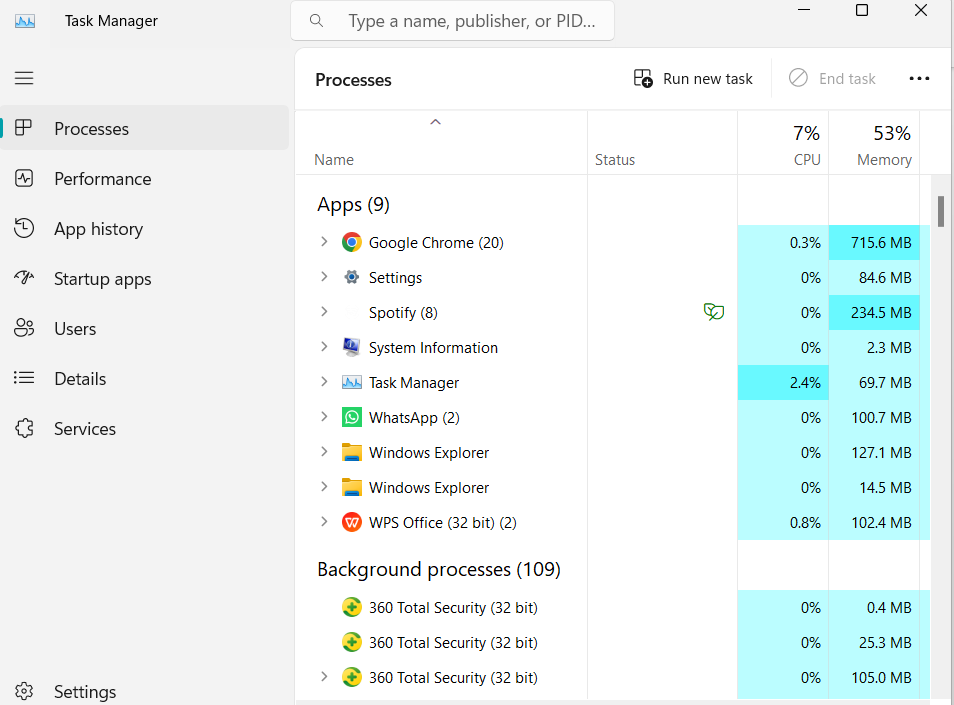 Task Manager
Type a name, publisher, or PID...
Processes
Performance
App history
Startup apps
Users
Details
Services
Settings
Processes
Run new task
End task
Name
Status
7%
CPU
53%
Memory
Apps (9)
Google Chrome (20) 0.3% 715.6 MB
Settings 0% 84.6 MB
Spotify (8) 0% 234.5 MB
System Information 0% 2.3 MB
Task Manager 2.4% 69.7 MB
WhatsApp (2) 0% 100.7 MB
Windows Explorer 0% 127.1 MB
Windows Explorer 0% 14.5 MB
WPS Office (32 bit) (2) 0.8% 102.4 MB
Background processes (109)
360 Total Security (32 bit) 0% 0.4 MB
360 Total Security (32 bit) 0% 25.3 MB
360 Total Security (32 bit) 0% 105.0 MB